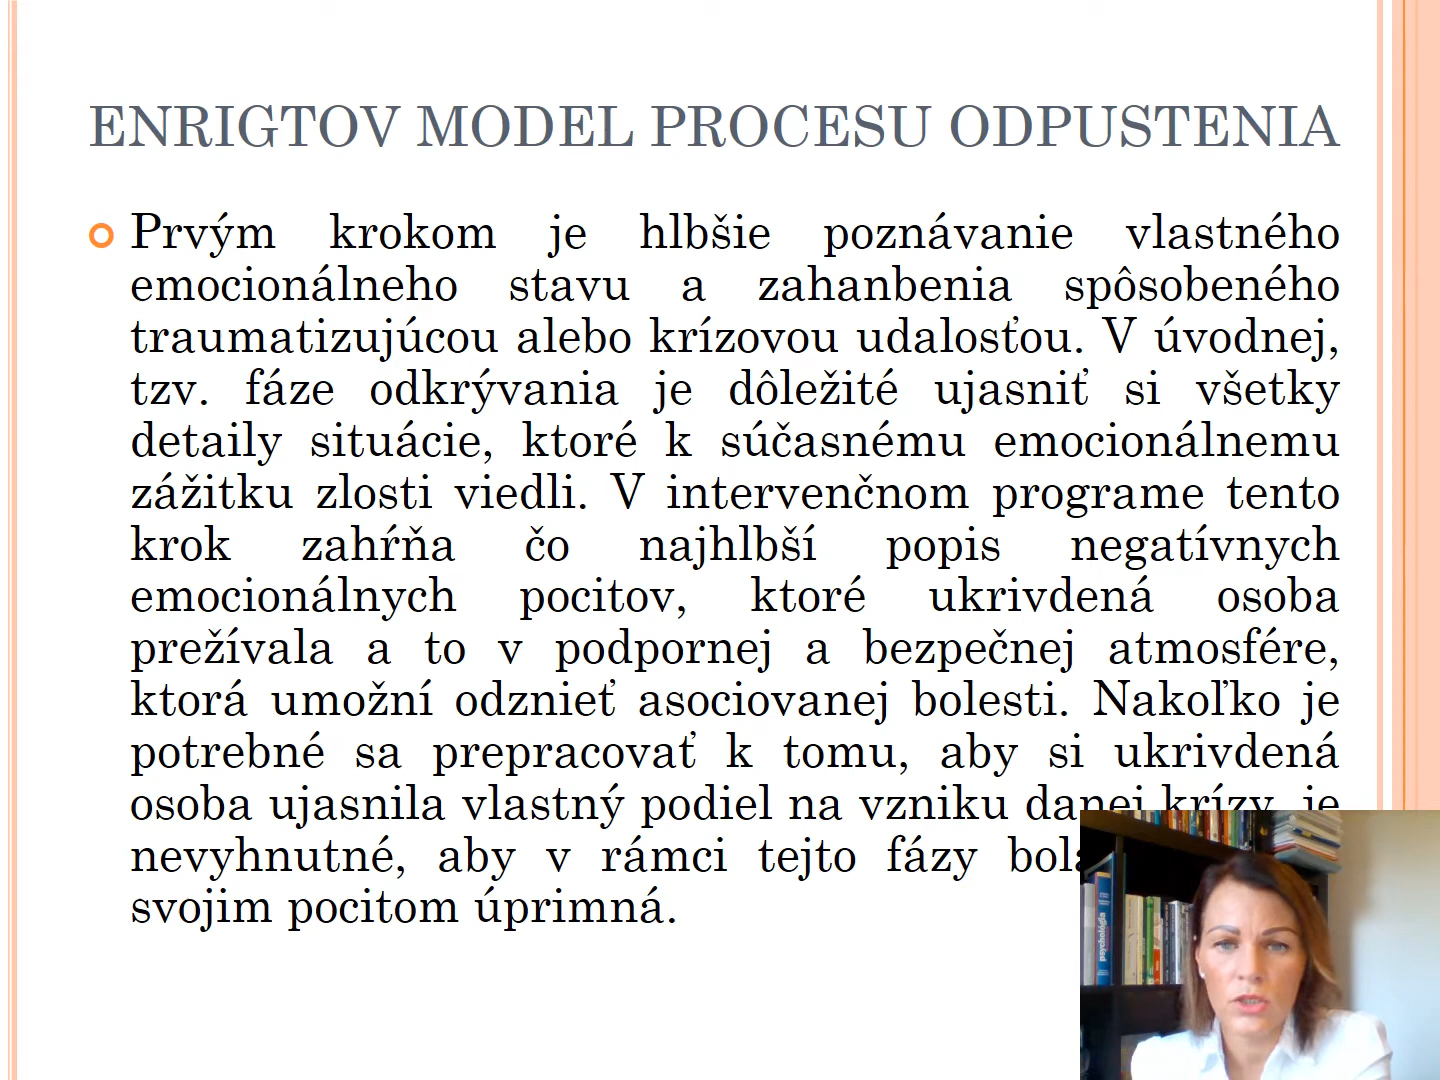 ENRIGTOV MODEL PROCESU ODPUSTENIA
Prvým krokom je hlbšie poznávanie vlastného
emocionálneho stavu a zahanbenia spôsobeného
traumatizujúcou alebo krízovou udalosťou. V úvodnej,
tzv. fáze odkrývania je dôležité ujasniť si všetky
detaily situácie, ktoré k súčasnému emocionálnemu
zážitku zlosti viedli. V intervenčnom programe tento
krok zahŕňa čo najhlbší popis negatívnych
emocionálnych pocitov, ktoré ukrivdená osoba
prežívala a to v podpornej a bezpečnej atmosfére,
ktorá umožní odznieť asociovanej bolesti. Nakoľko je
potrebné sa prepracovať k tomu, aby si ukrivdená
osoba ujasnila vlastný podiel na vzniku danej krízy, je
nevyhnutné, aby v rámci tejto fázy
svojim pocitom úprimná.
psychológia